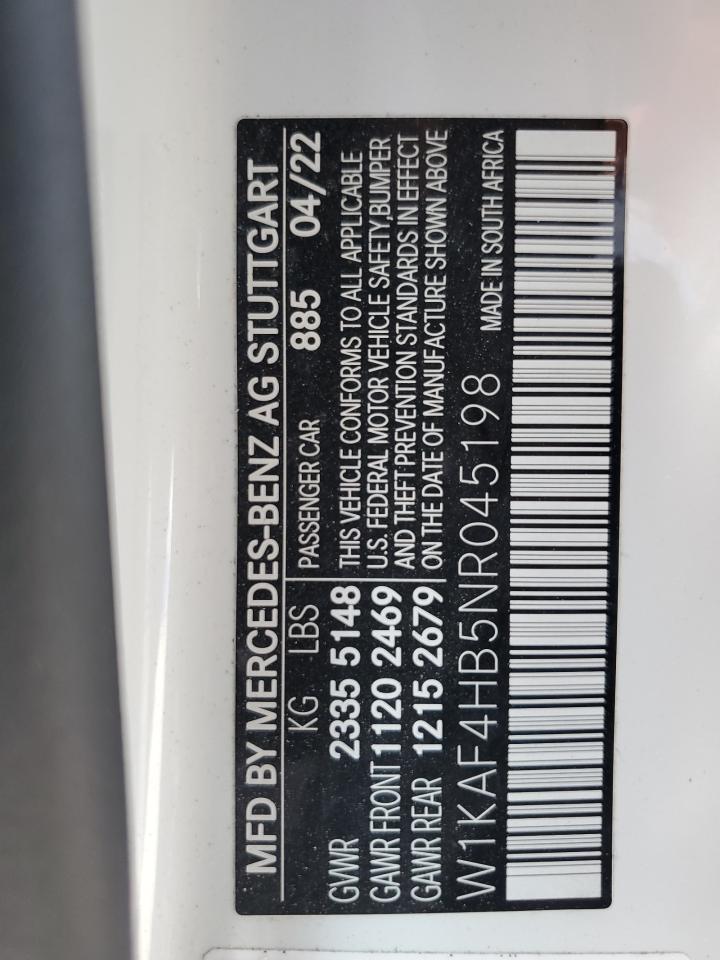 MFD BY MERCEDES-BENZ AG STUTTGART
KG LBS PASSENGER CAR 885 04/22
GVWR 2335 5148 THIS VEHICLE CONFORMS TO ALL APPLICABLE
GAWR FRONT 1120 2469 U.S. FEDERAL MOTOR VEHICLE SAFETY,BUMPER
GAWR REAR 1215 2679 AND THEFT PREVENTION STANDARDS IN EFFECT
ON THE DATE OF MANUFACTURE SHOWN ABOVE
W1KAF4HB5NR045198 MADE IN SOUTH AFRICA